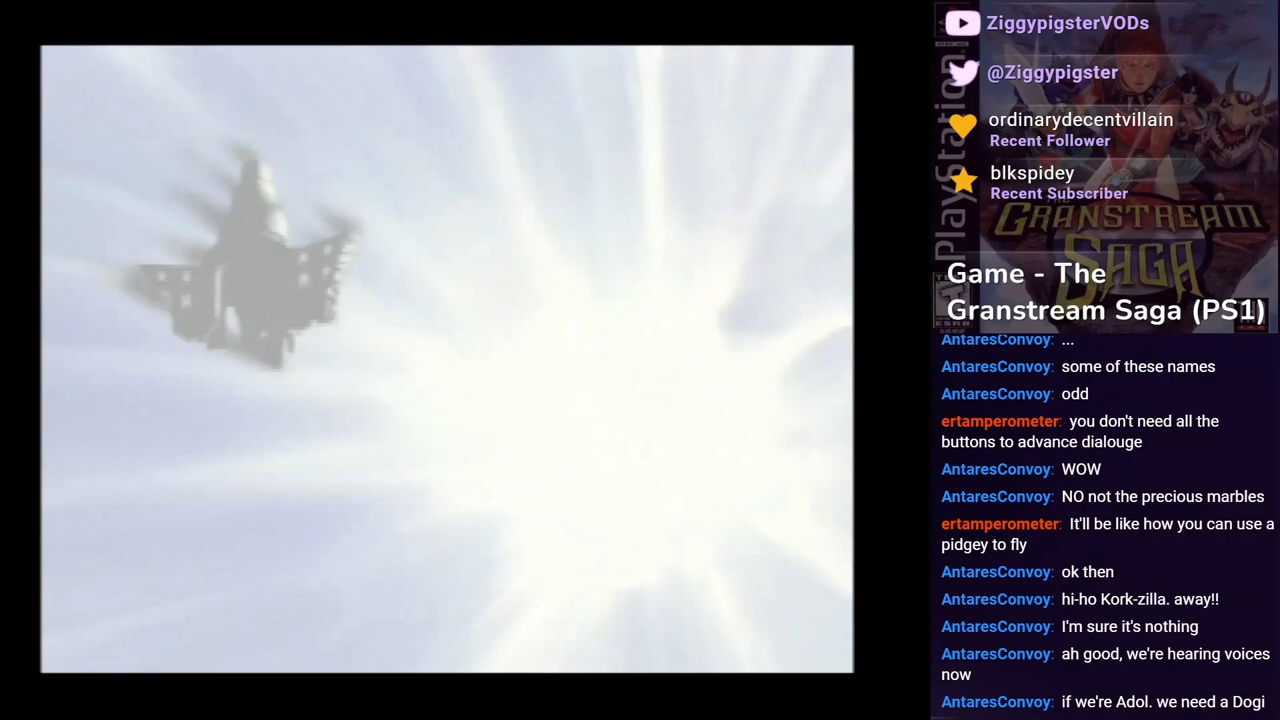 ZiggypigsterVODs
@Ziggypigster
ordinarydecentvillain
Recent Follower
blkspidey
Recent Subscriber
PlayStation
GRANSTREAM
SAGA
Game - The
Granstream Saga (PS1)
AntaresConvoy: ...
AntaresConvoy: some of these names
AntaresConvoy: odd
ertamperometer: you don't need all the
buttons to advance dialouge
AntaresConvoy: WOW
AntaresConvoy: NO not the precious marbles
ertamperometer: It'll be like how you can use a
pidgey to fly
AntaresConvoy: ok then
AntaresConvoy: hi-ho Kork-zilla. away!!
AntaresConvoy: I'm sure it's nothing
AntaresConvoy: ah good, we're hearing voices
now
AntaresConvoy: if we're Adol. we need a Dogi